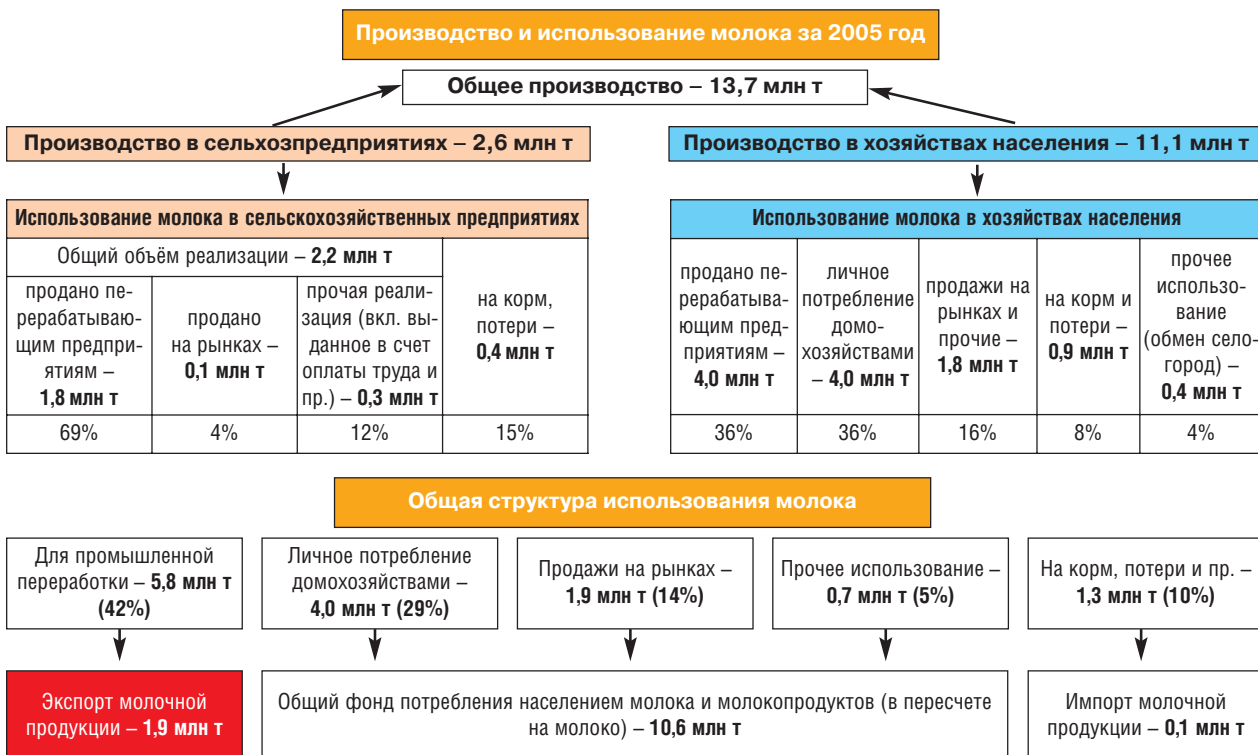 Производство и использование молока за 2005 год
Общее производство – 13,7 млн т
Производство в сельхозпредприятиях – 2,6 млн т
Производство в хозяйствах населения – 11,1 млн т
Использование молока в сельскохозяйственных предприятиях
Общий объём реализации – 2,2 млн т
продано пе-
рерабатываю-
щим предпри-
ятиям –
1,8 млн т
продано
на рынках –
0,1 млн т
прочая реали-
зация (вкл. вы-
данное в счет
оплаты труда и
пр.) – 0,3 млн т
на корм,
потери –
0,4 млн т
69%
4%
12%
15%
Использование молока в хозяйствах населения
продано пе-
рерабатыва-
ющим пред-
приятиям –
4,0 млн т
личное
потребление
домо-
хозяйствами
– 4,0 млн т
продажи на
рынках и
прочие –
1,8 млн т
на корм и
потери –
0,9 млн т
прочее
использо-
вание
(обмен село-
город) –
0,4 млн т
36%
36%
16%
8%
4%
Общая структура использования молока
Для промышленной
переработки – 5,8 млн т
(42%)
Личное потребление
домохозяйствами –
4,0 млн т (29%)
Продажи на рынках –
1,9 млн т (14%)
Прочее использование –
0,7 млн т (5%)
На корм, потери и пр. –
1,3 млн т (10%)
Экспорт молочной
продукции – 1,9 млн т
Общий фонд потребления населением молока и молокопродуктов (в пересчете
на молоко) – 10,6 млн т
Импорт молочной
продукции – 0,1 млн т